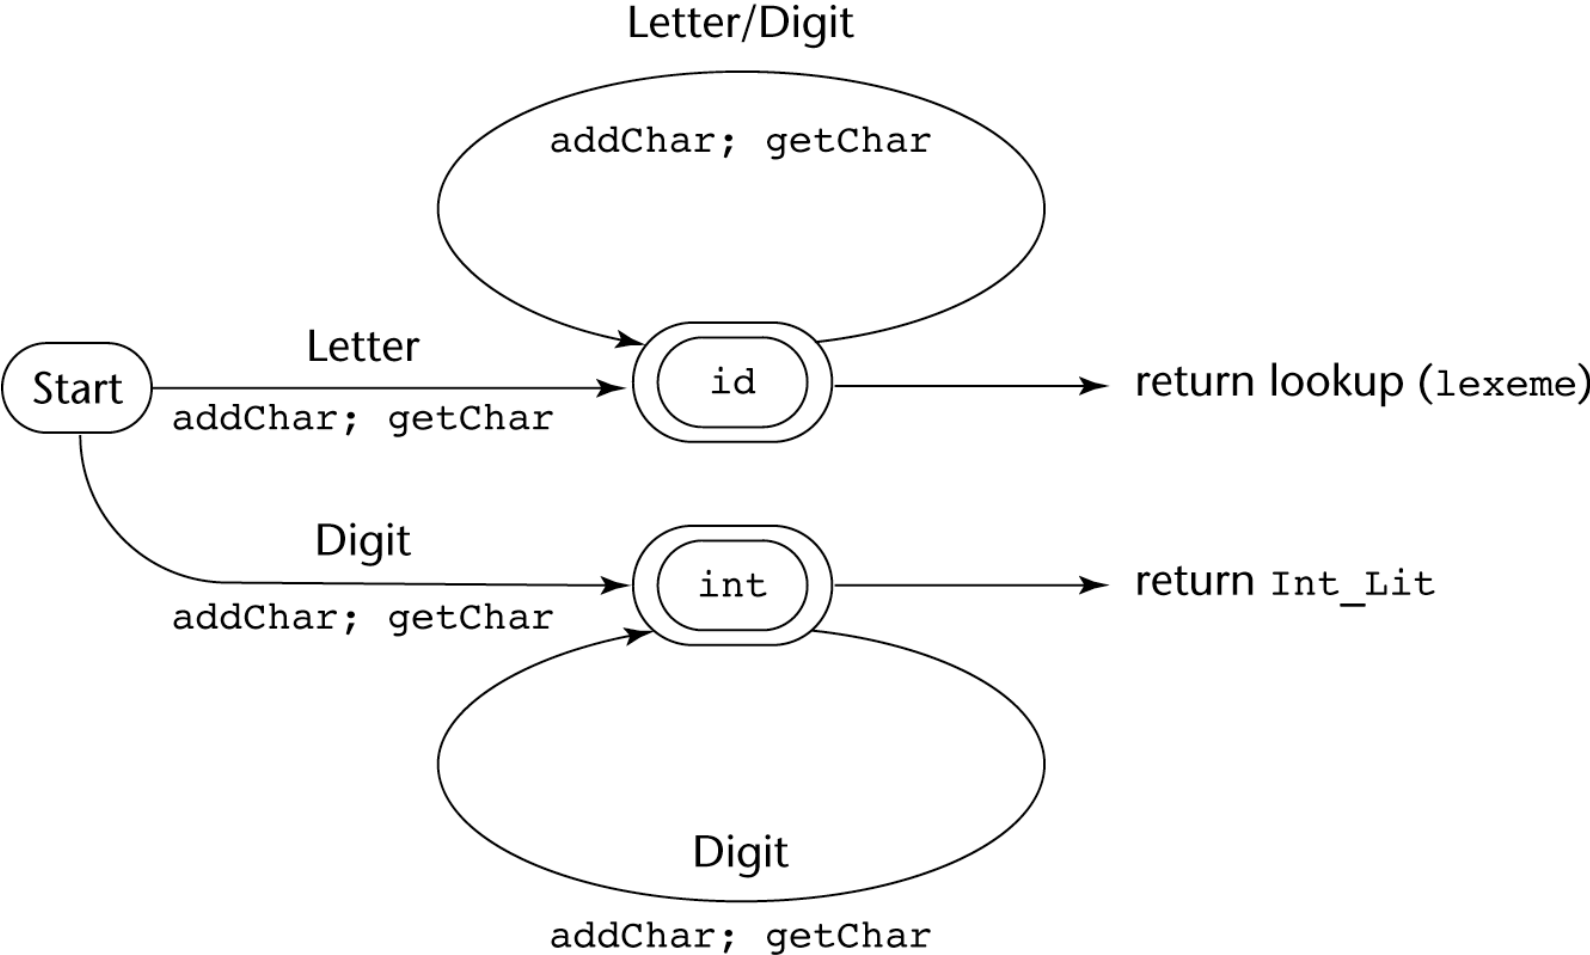 Letter/Digit
addChar; getChar
Letter
Start
id
return lookup (lexeme)
addChar; getChar
Digit
int
return Int_Lit
addChar; getChar
Digit
addChar; getChar